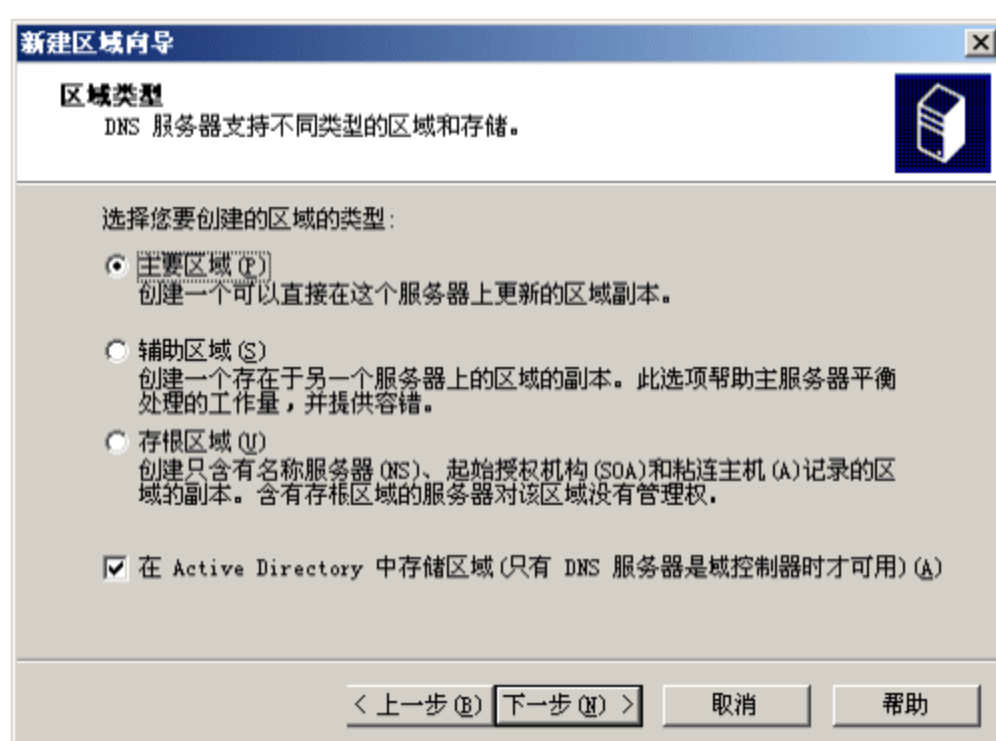 新建区域向导
区域类型
DNS 服务器支持不同类型的区域和存储。
选择您要创建的区域的类型:
主要区域(P)
创建一个可以直接在这个服务器上更新的区域副本。
辅助区域(S)
创建一个存在于另一个服务器上的区域的副本。此选项帮助主服务器平衡
处理的工作量,并提供容错。
存根区域(U)
创建只含有名称服务器(NS)、起始授权机构(SOA)和粘连主机(A)记录的区
域的副本。含有存根区域的服务器对该区域没有管理权.
在 Active Directory 中存储区域(只有 DNS 服务器是域控制器时才可用)(A)
< 上一步(B) 下一步(N) > 取消 帮助